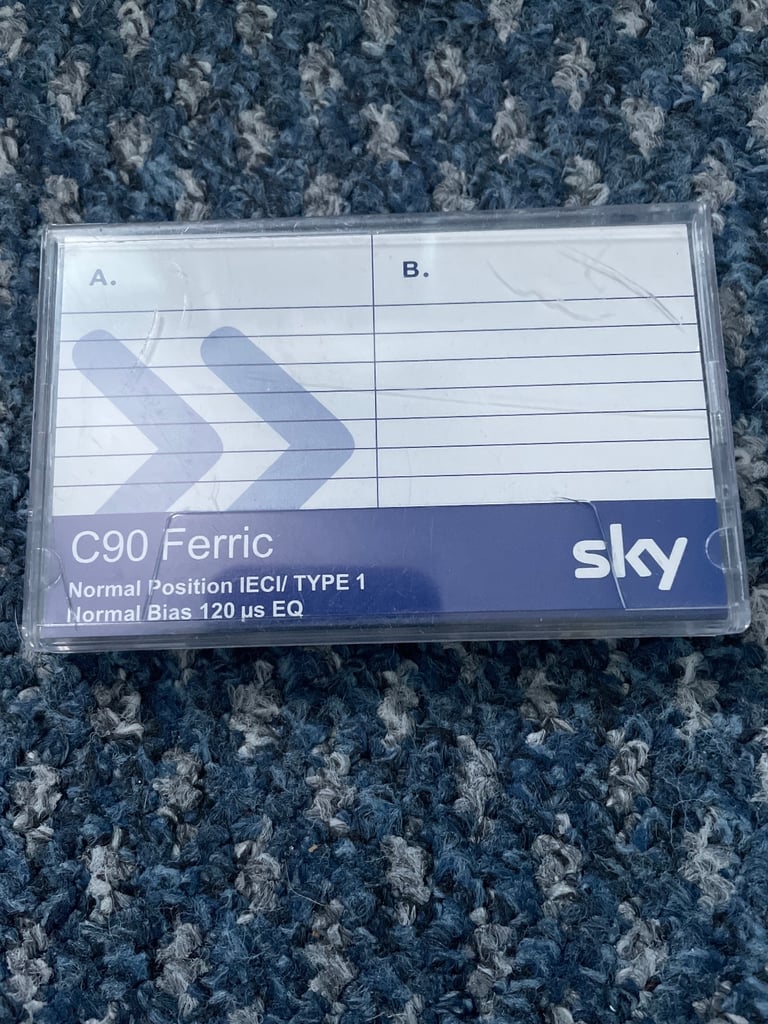 A.
B.
C90 Ferric
sky
Normal Position IECI/ TYPE 1
Normal Bias 120 µs EQ